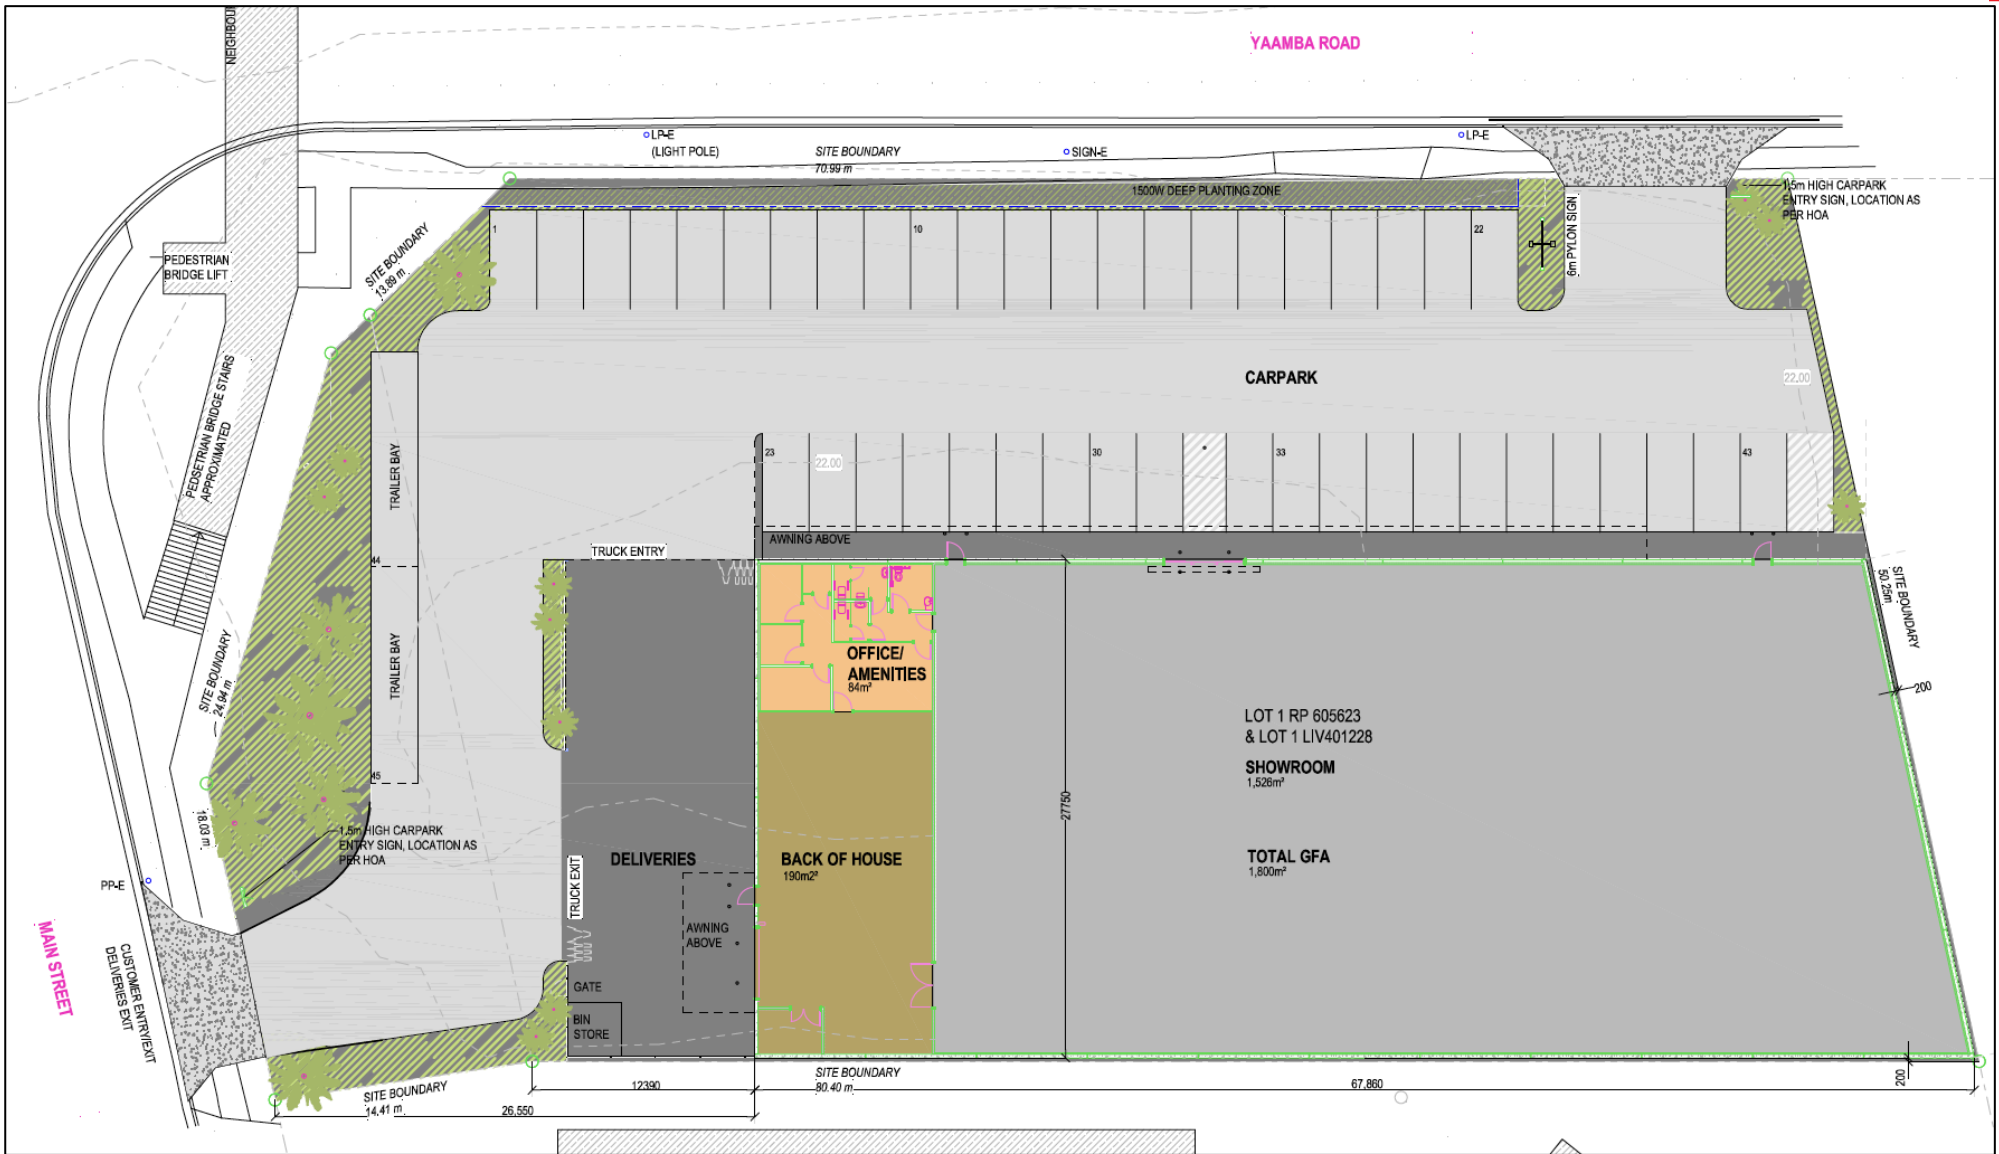 NEIGHBOU
YAAMBA ROAD
LP-E
(LIGHT POLE)
SITE BOUNDARY
70.99 m
SIGN-E
LP-E
1500W DEEP PLANTING ZONE
1.5m HIGH CARPARK
ENTRY SIGN, LOCATION AS
PER HOA
6m PYLON SIGN
PEDESTRIAN
BRIDGE LIFT
SITE BOUNDARY
13.89 m
1
10
22
CARPARK
22.00
PEDSETRIAN BRIDGE STAIRS
APPROXIMATED
TRAILER BAY
23
22.00
30
33
43
AWNING ABOVE
TRUCK ENTRY
44
SITE BOUNDARY
50.25m
200
TRAILER BAY
45
SITE BOUNDARY
24.94 m
18.03 m
OFFICE/
AMENITIES
84m²
LOT 1 RP 605623
& LOT 1 LIV401228
SHOWROOM
1,526m²
27750
1.5m HIGH CARPARK
ENTRY SIGN, LOCATION AS
PER HOA
TRUCK EXIT
DELIVERIES
BACK OF HOUSE
190m2²
TOTAL GFA
1,800m²
PP-E
AWNING
ABOVE
MAIN STREET
CUSTOMER ENTRY/EXIT
DELIVERIES EXIT
GATE
BIN
STORE
SITE BOUNDARY
14.41 m
12390
26,550
SITE BOUNDARY
80.40 m
67,860
200